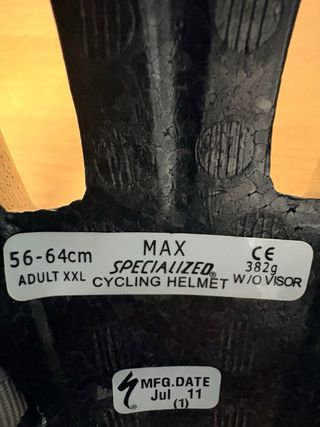 56-64cm
ADULT XXL
MAX
SPECIALIZED®
CYCLING HELMET
CE
382g
W/O VISOR
MFG.DATE
Jul 11
(1)